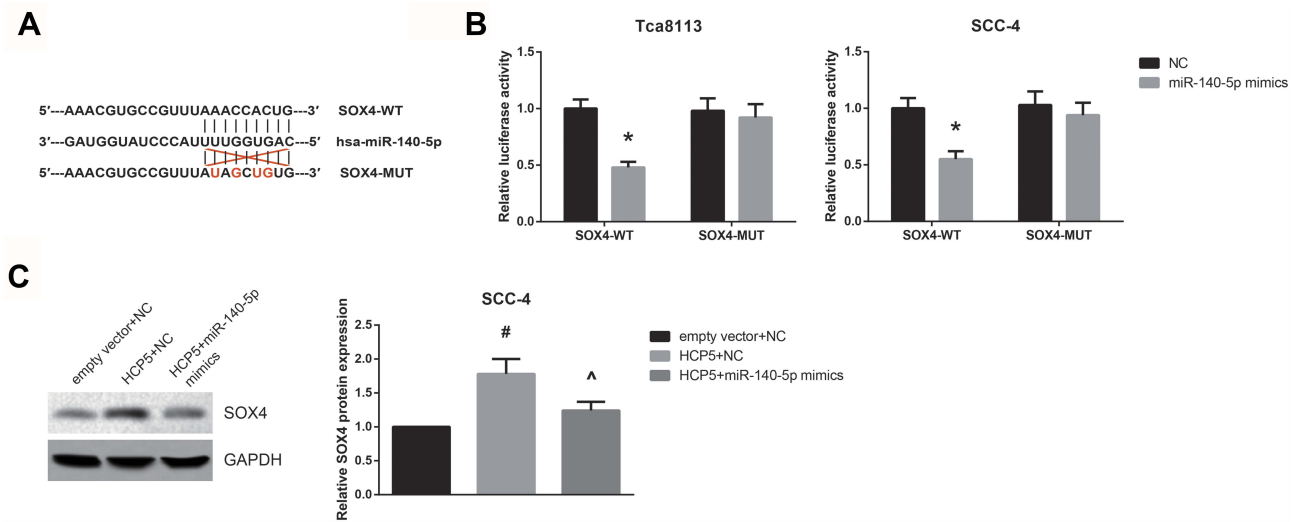 A
5′---AAACGUGCCGUUUAAACCACUG---3′ SOX4-WT
3′---GAUGGUAUCCCAUUUUGGUGAC---5′ hsa-miR-140-5p
5′---AAACGUGCCGUUUAUAGCUGUG---3′ SOX4-MUT
B
Tca8113
Relative luciferase activity
1.5
1.0
0.5
0.0
SOX4-WT SOX4-MUT
SCC-4
Relative luciferase activity
1.5
1.0
0.5
0.0
SOX4-WT SOX4-MUT
*
*
NC
miR-140-5p mimics
C
empty vector+NC
HCP5+NC
HCP5+miR-140-5p
mimics
SOX4
GAPDH
SCC-4
Relative SOX4 protein expression
2.5
2.0
1.5
1.0
0.5
0.0
#
^
empty vector+NC
HCP5+NC
HCP5+miR-140-5p mimics